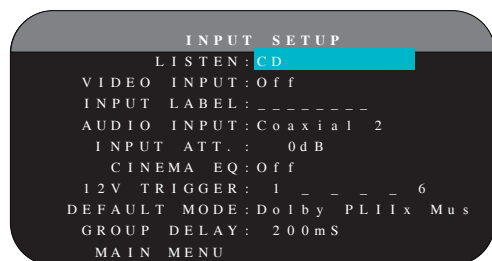 INPUT SETUP
LISTEN: CD
VIDEO INPUT: Off
INPUT LABEL: ________
AUDIO INPUT: Coaxial 2
INPUT ATT. : 0dB
CINEMA EQ: Off
12V TRIGGER: 1 _ _ _ _ 6
DEFAULT MODE: Dolby PLIIx Mus
GROUP DELAY: 200mS
MAIN MENU